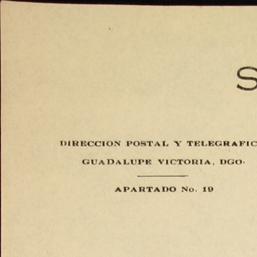 S
DIRECCION POSTAL Y TELEGRAFIC
GUADALUPE VICTORIA, DGO.
APARTADO No. 19